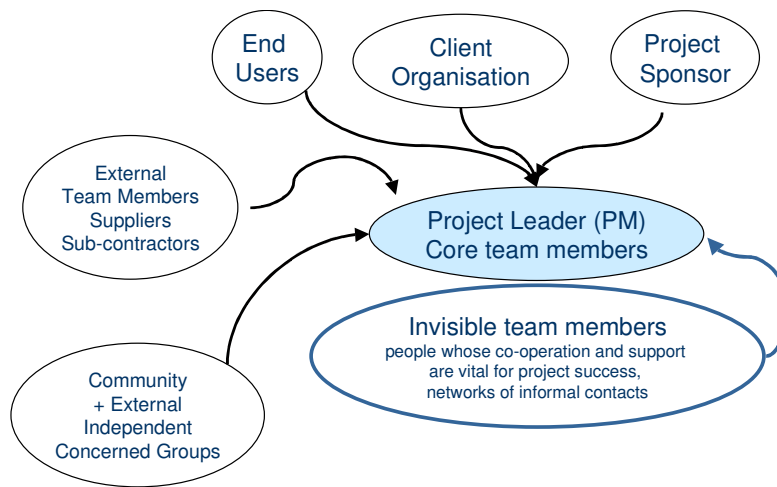 End
Users
Client
Organisation
Project
Sponsor
External
Team Members
Suppliers
Sub-contractors
Project Leader (PM)
Core team members
Invisible team members
people whose co-operation and support
are vital for project success,
networks of informal contacts
Community
+ External
Independent
Concerned Groups